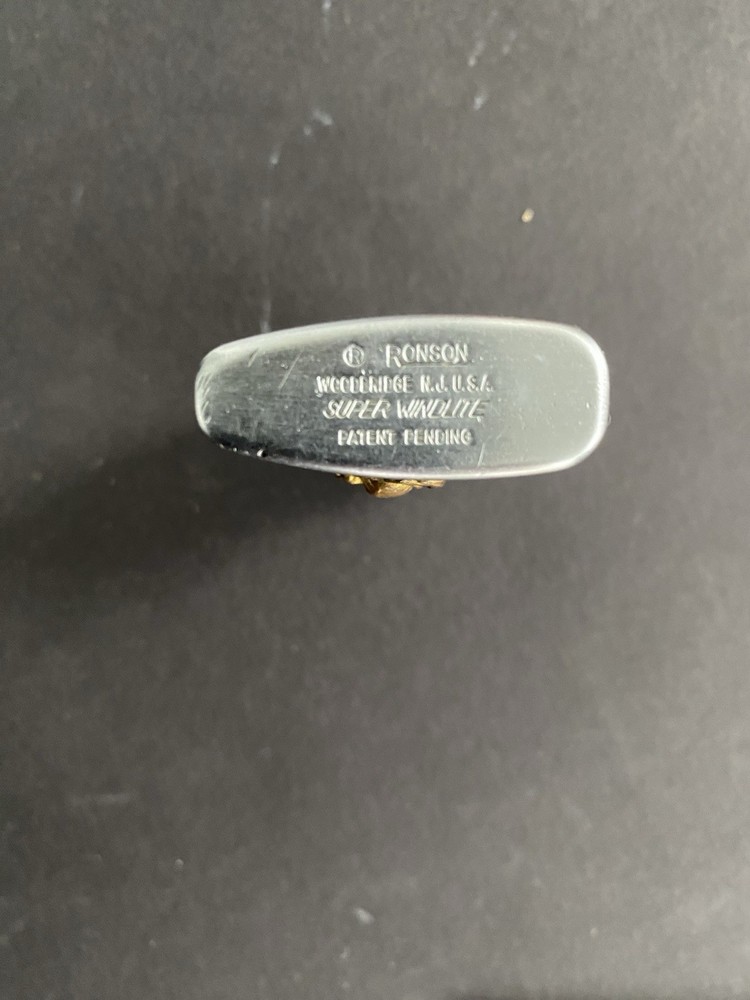 ® RONSON
WOODBRIDGE N.J. U.S.A.
SUPER WINDLITE
PATENT PENDING